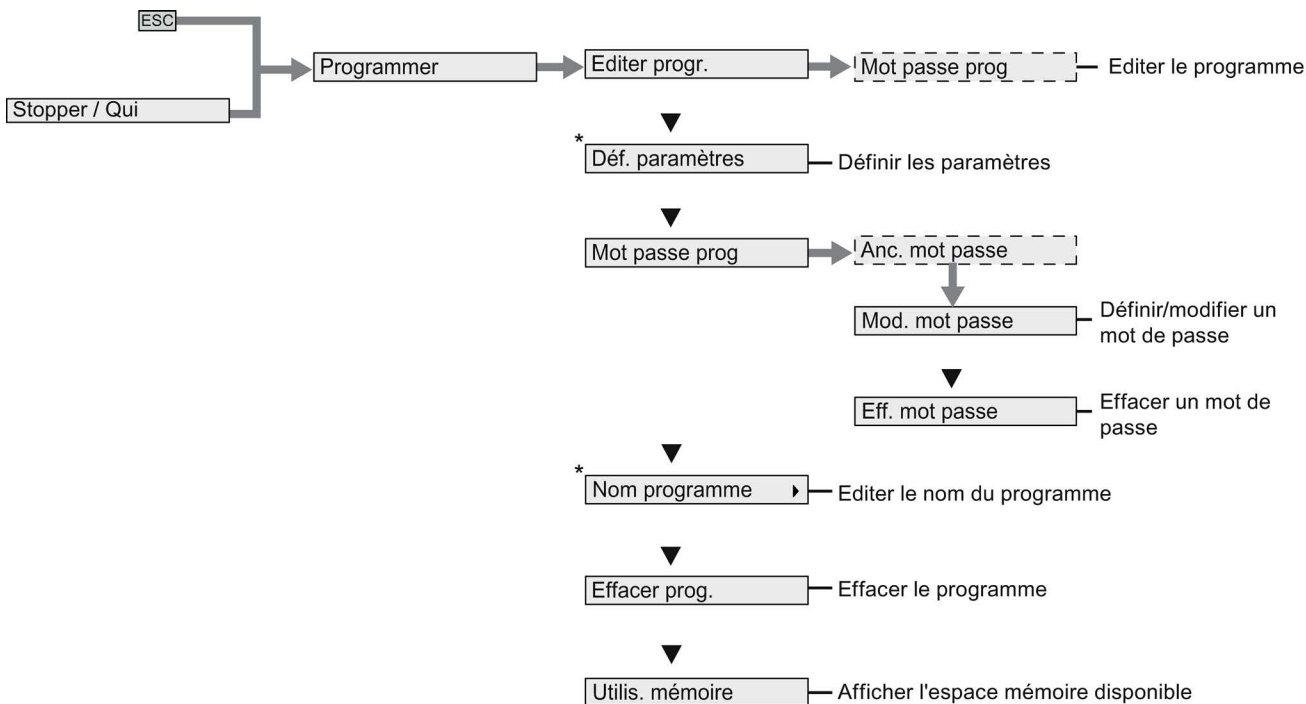 ESC
Programmer
Editer progr.
Mot passe prog
Editer le programme
Stopper / Qui
*
Déf. paramètres
Définir les paramètres
Mot passe prog
Anc. mot passe
Mod. mot passe
Définir/modifier un
mot de passe
Eff. mot passe
Effacer un mot de
passe
*
Nom programme
Editer le nom du programme
Effacer prog.
Effacer le programme
Utilis. mémoire
Afficher l'espace mémoire disponible